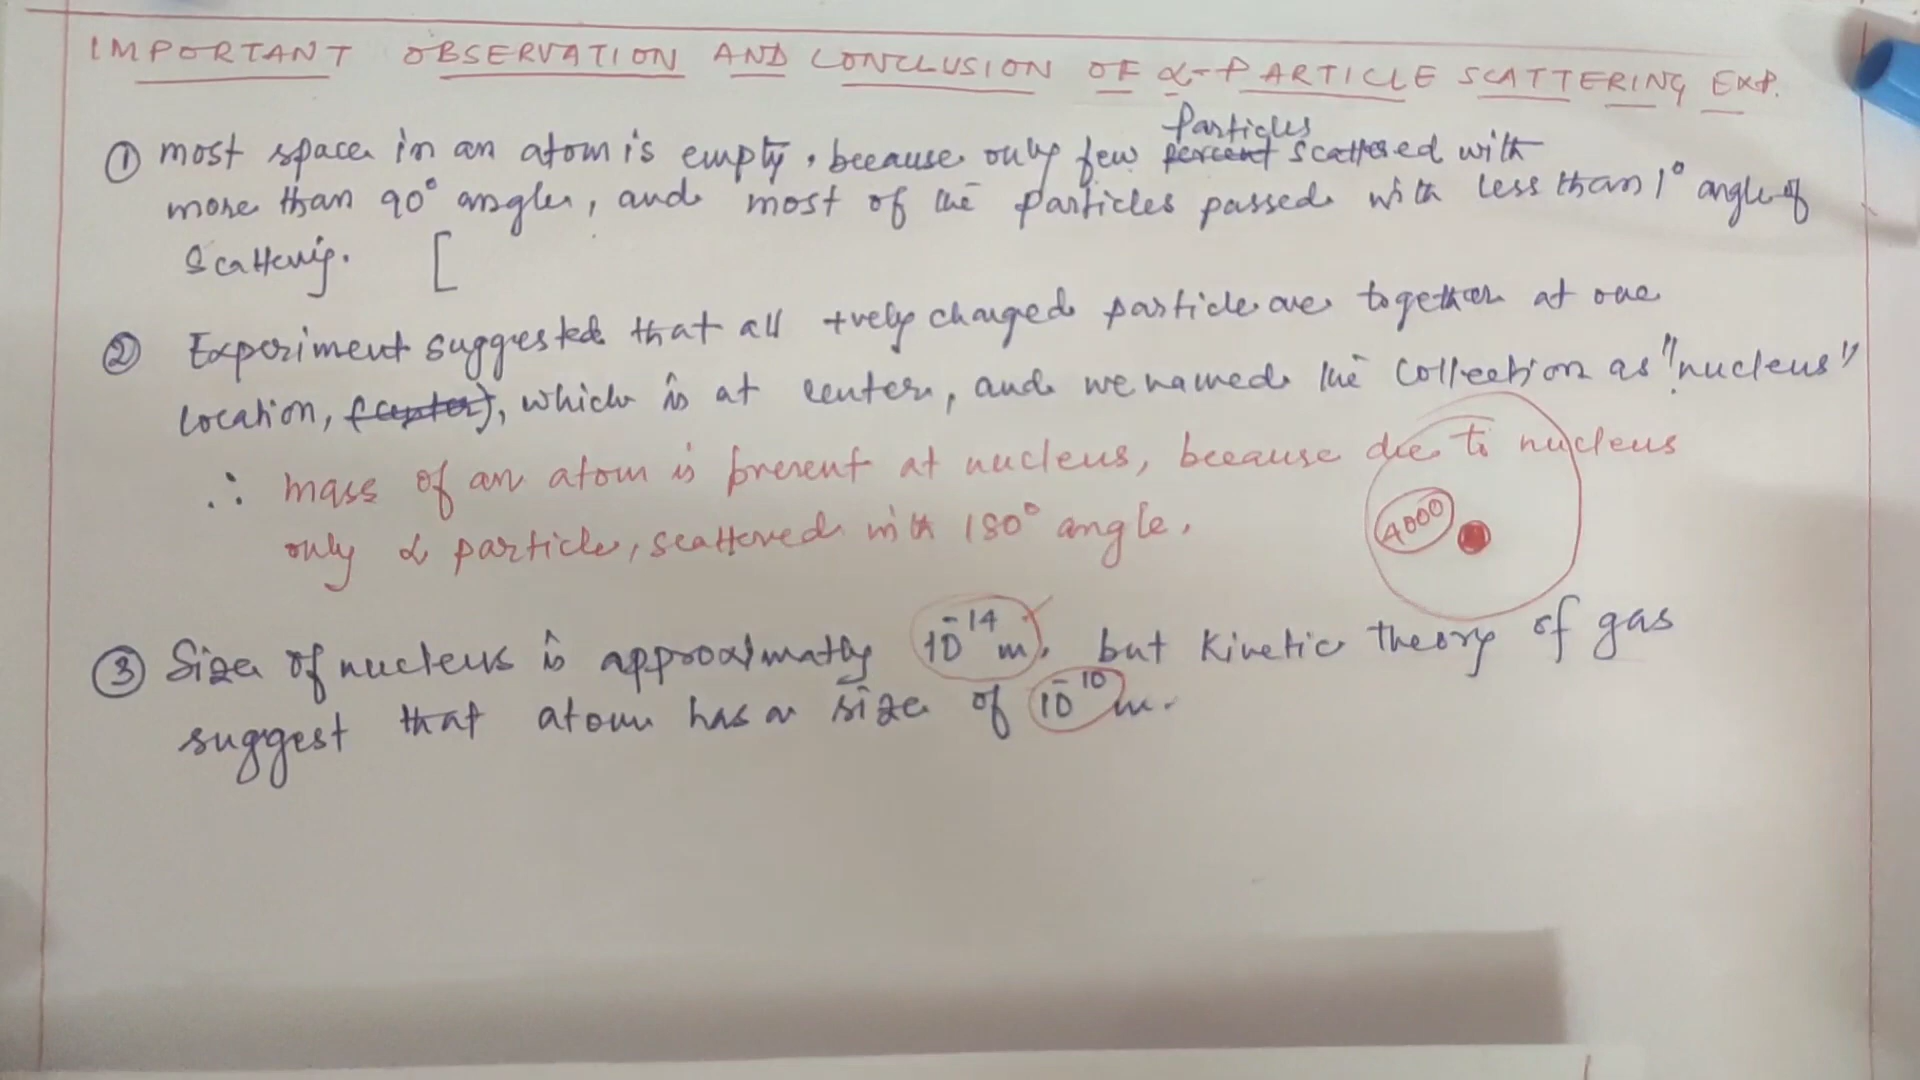 IMPORTANT OBSERVATION AND CONCLUSION OF α-PARTICLE SCATTERING EXP.
① most space in an atom is empty, because only few percent particles scattered with
more than 90° angles, and most of the particles passed with less than 1° angle of
scattering. [
② Experiment suggested that all +vely charged particle are together at one
location, (center), which is at center, and we named the collection as "nucleus"
∴ mass of an atom is present at nucleus, because due to nucleus
only α particle, scattered with 180° angle.
4000
③ Size of nucleus is approximatly 10⁻¹⁴ m, but Kinetic theory of gas
suggest that atom has a size of 10⁻¹⁰ m.